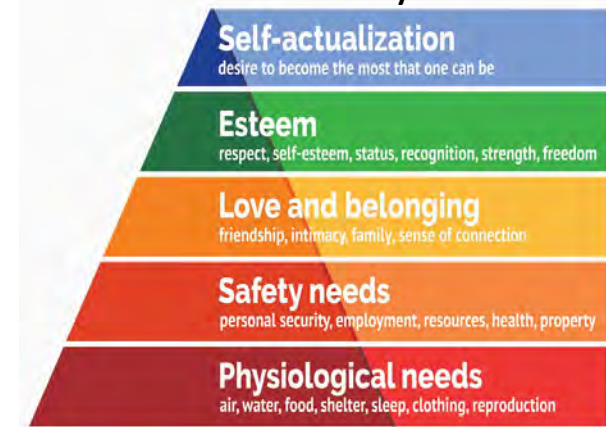 Self-actualization
desire to become the most that one can be
Esteem
respect, self-esteem, status, recognition, strength, freedom
Love and belonging
friendship, intimacy, family, sense of connection
Safety needs
personal security, employment, resources, health, property
Physiological needs
air, water, food, shelter, sleep, clothing, reproduction